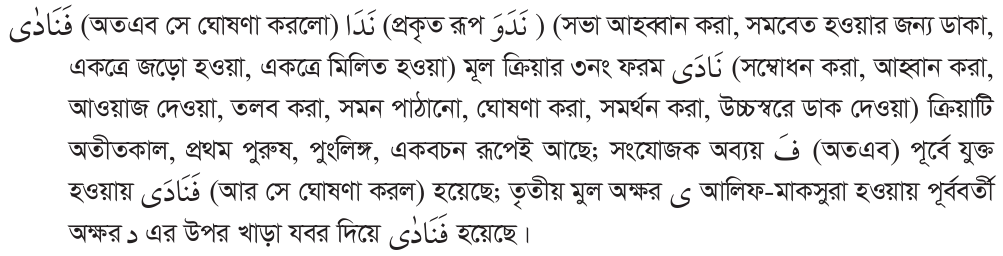 فَنَادٰى (অতএব সে ঘোষণা করলো) نَدَا (প্রকৃত রূপ نَدَوَ ) (সভা আহব্বান করা, সমবেত হওয়ার জন্য ডাকা,
একত্রে জড়ো হওয়া, একত্রে মিলিত হওয়া) মূল ক্রিয়ার ৩নং ফরম نَادَى (সম্বোধন করা, আহ্বান করা,
আওয়াজ দেওয়া, তলব করা, সমন পাঠানো, ঘোষণা করা, সমর্থন করা, উচ্চস্বরে ডাক দেওয়া) ক্রিয়াটি
অতীতকাল, প্রথম পুরুষ, পুংলিঙ্গ, একবচন রূপেই আছে; সংযোজক অব্যয় فَ (অতএব) পূর্বে যুক্ত
হওয়ায় فَنَادَى (আর সে ঘোষণা করল) হয়েছে; তৃতীয় মুল অক্ষর ى আলিফ-মাকসুরা হওয়ায় পূর্ববর্তী
অক্ষর د এর উপর খাড়া যবর দিয়ে فَنَادٰى হয়েছে।